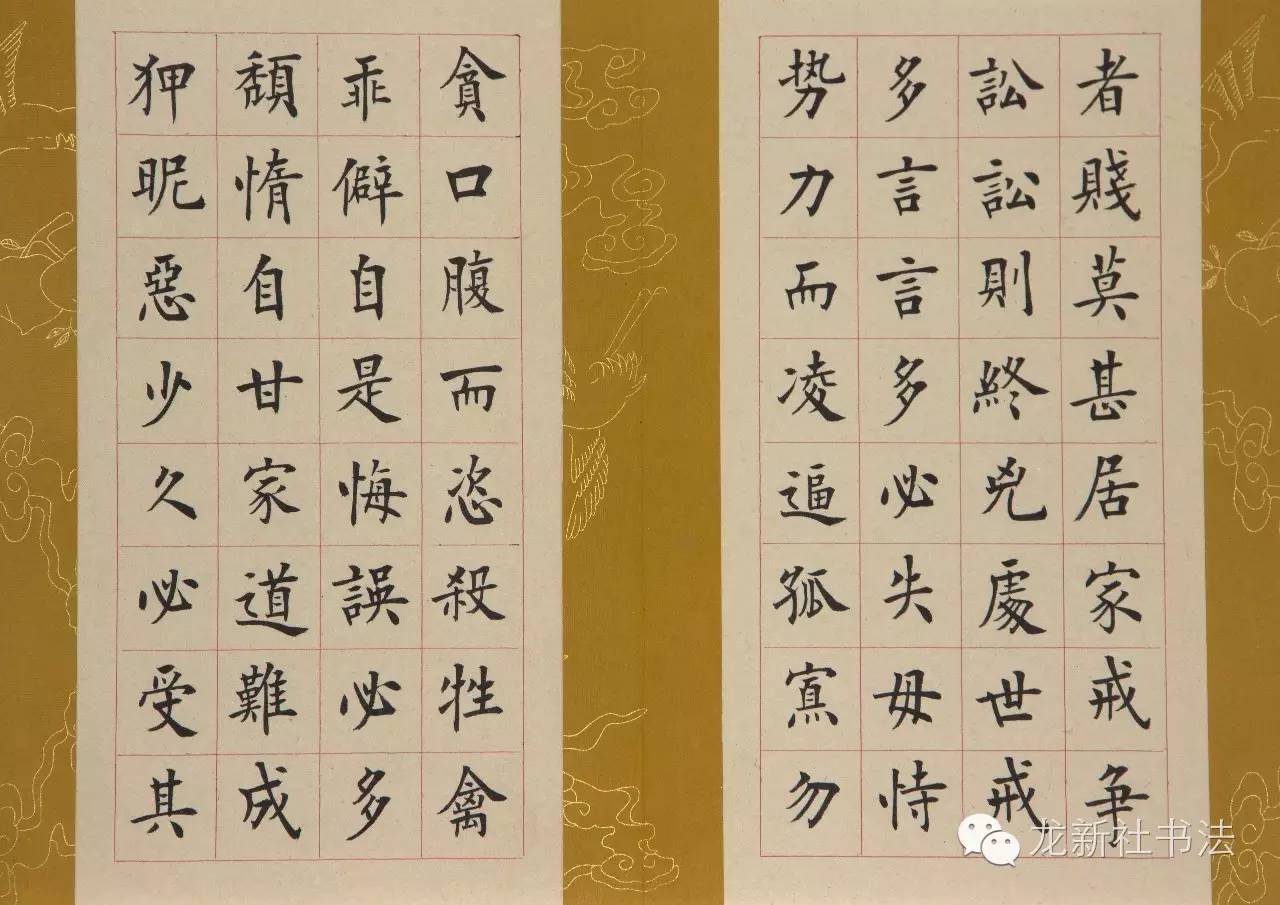 者賤莫甚居家戒争
訟訟則終兇處世戒
多言言多必失毋恃
势力而凌逼孤寡勿
貪口腹而恣殺牲禽
乖僻自是悔誤必多
頹惰自甘家道難成
狎昵惡少久必受其
龙新社书法